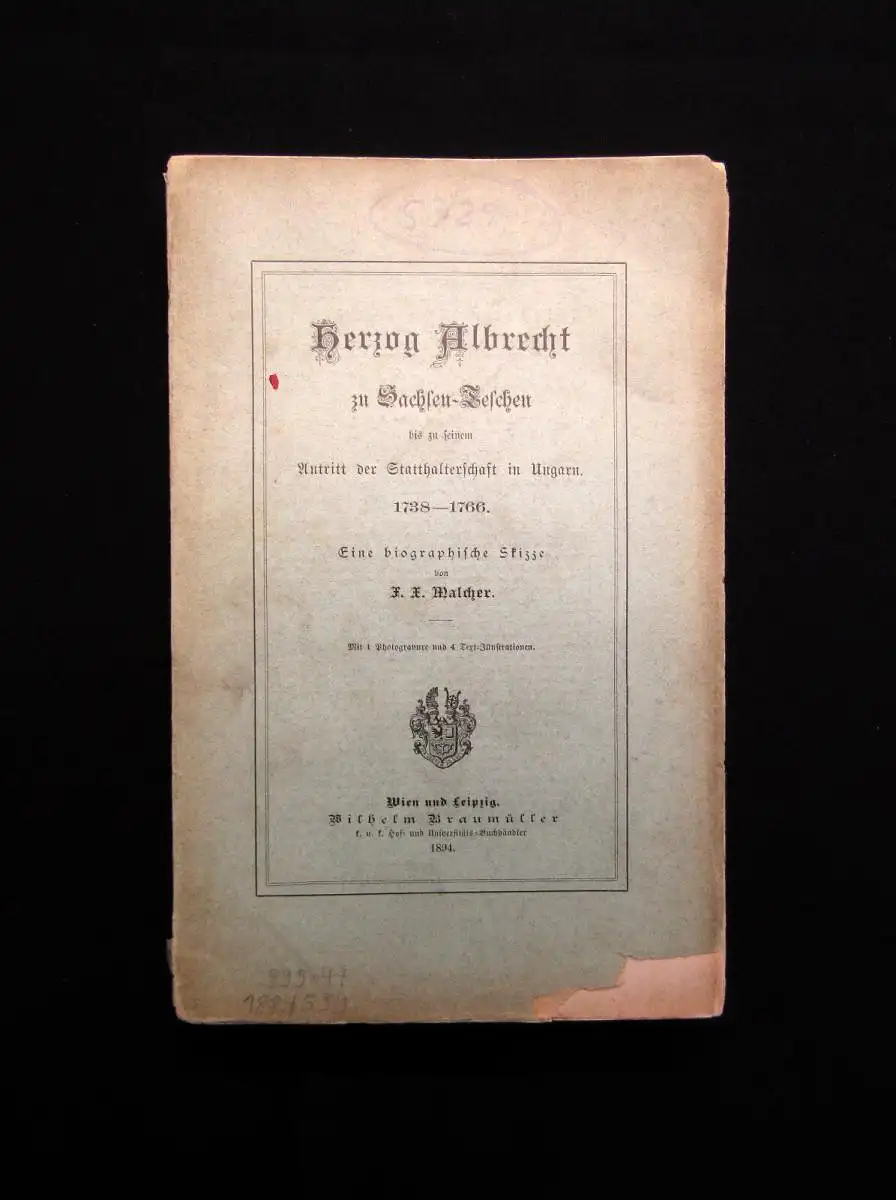 5729
Herzog Albrecht
zu Sachsen-Teschen
bis zu seinem
Antritt der Statthalterschaft in Ungarn.
1738—1766.
Eine biographische Skizze
von
F. X. Malcher.
Mit 1 Photogravure und 4 Text-Illustrationen.
Wien und Leipzig.
Wilhelm Braumüller
k. u. k. Hof- und Universitäts-Buchhändler
1894.